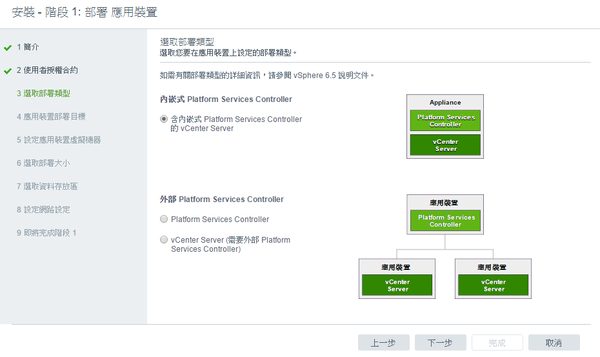 安裝 - 階段 1: 部署 應用裝置
1 簡介
2 使用者授權合約
3 選取部署類型
4 應用裝置部署目標
5 設定應用裝置虛擬機器
6 選取部署大小
7 選取資料存放區
8 設定網路設定
9 即將完成階段 1
選取部署類型
選取您要在應用裝置上設定的部署類型。
如需有關部署類型的詳細資訊，請參閱 vSphere 6.5 說明文件。
內嵌式 Platform Services Controller
含內嵌式 Platform Services Controller
的 vCenter Server
Appliance
Platform Services
Controller
vCenter
Server
外部 Platform Services Controller
Platform Services Controller
vCenter Server (需要外部 Platform
Services Controller)
應用裝置
Platform Services
Controller
應用裝置
vCenter
Server
應用裝置
vCenter
Server
上一步
下一步
完成
取消